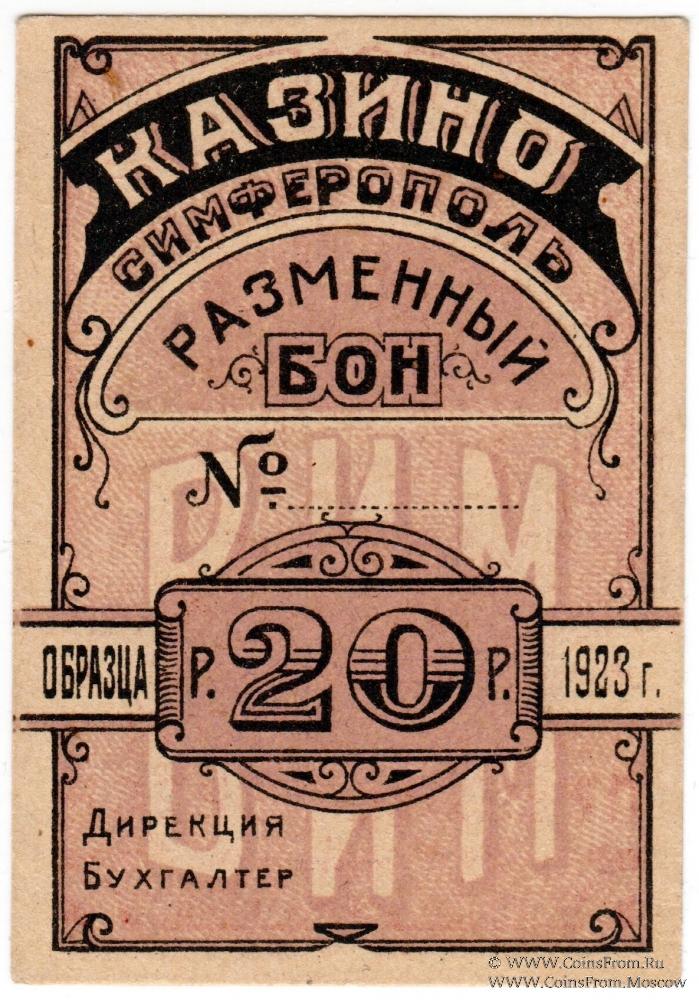 КАЗИНО
СИМФЕРОПОЛЬ
РАЗМЕННЫЙ
БОН
№
ОБРАЗЦА Р. 20 Р. 1923 г.
ДИРЕКЦИЯ
БУХГАЛТЕР
© WWW.COINSFROM.RU
WWW.COINSFROM.MOSCOW